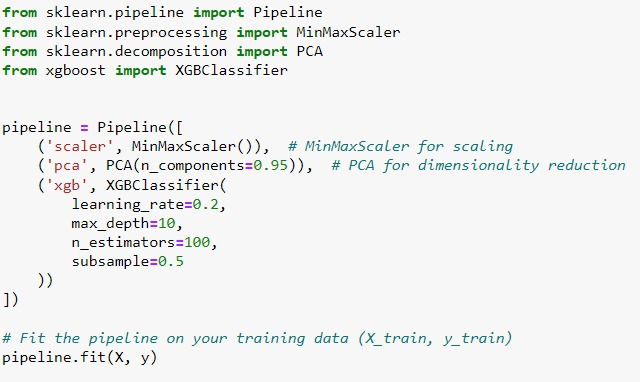 from sklearn.pipeline import Pipeline
from sklearn.preprocessing import MinMaxScaler
from sklearn.decomposition import PCA
from xgboost import XGBClassifier
pipeline = Pipeline([
    ('scaler', MinMaxScaler()),  # MinMaxScaler for scaling
    ('pca', PCA(n_components=0.95)),  # PCA for dimensionality reduction
    ('xgb', XGBClassifier(
        learning_rate=0.2,
        max_depth=10,
        n_estimators=100,
        subsample=0.5
    ))
])
# Fit the pipeline on your training data (X_train, y_train)
pipeline.fit(X, y)